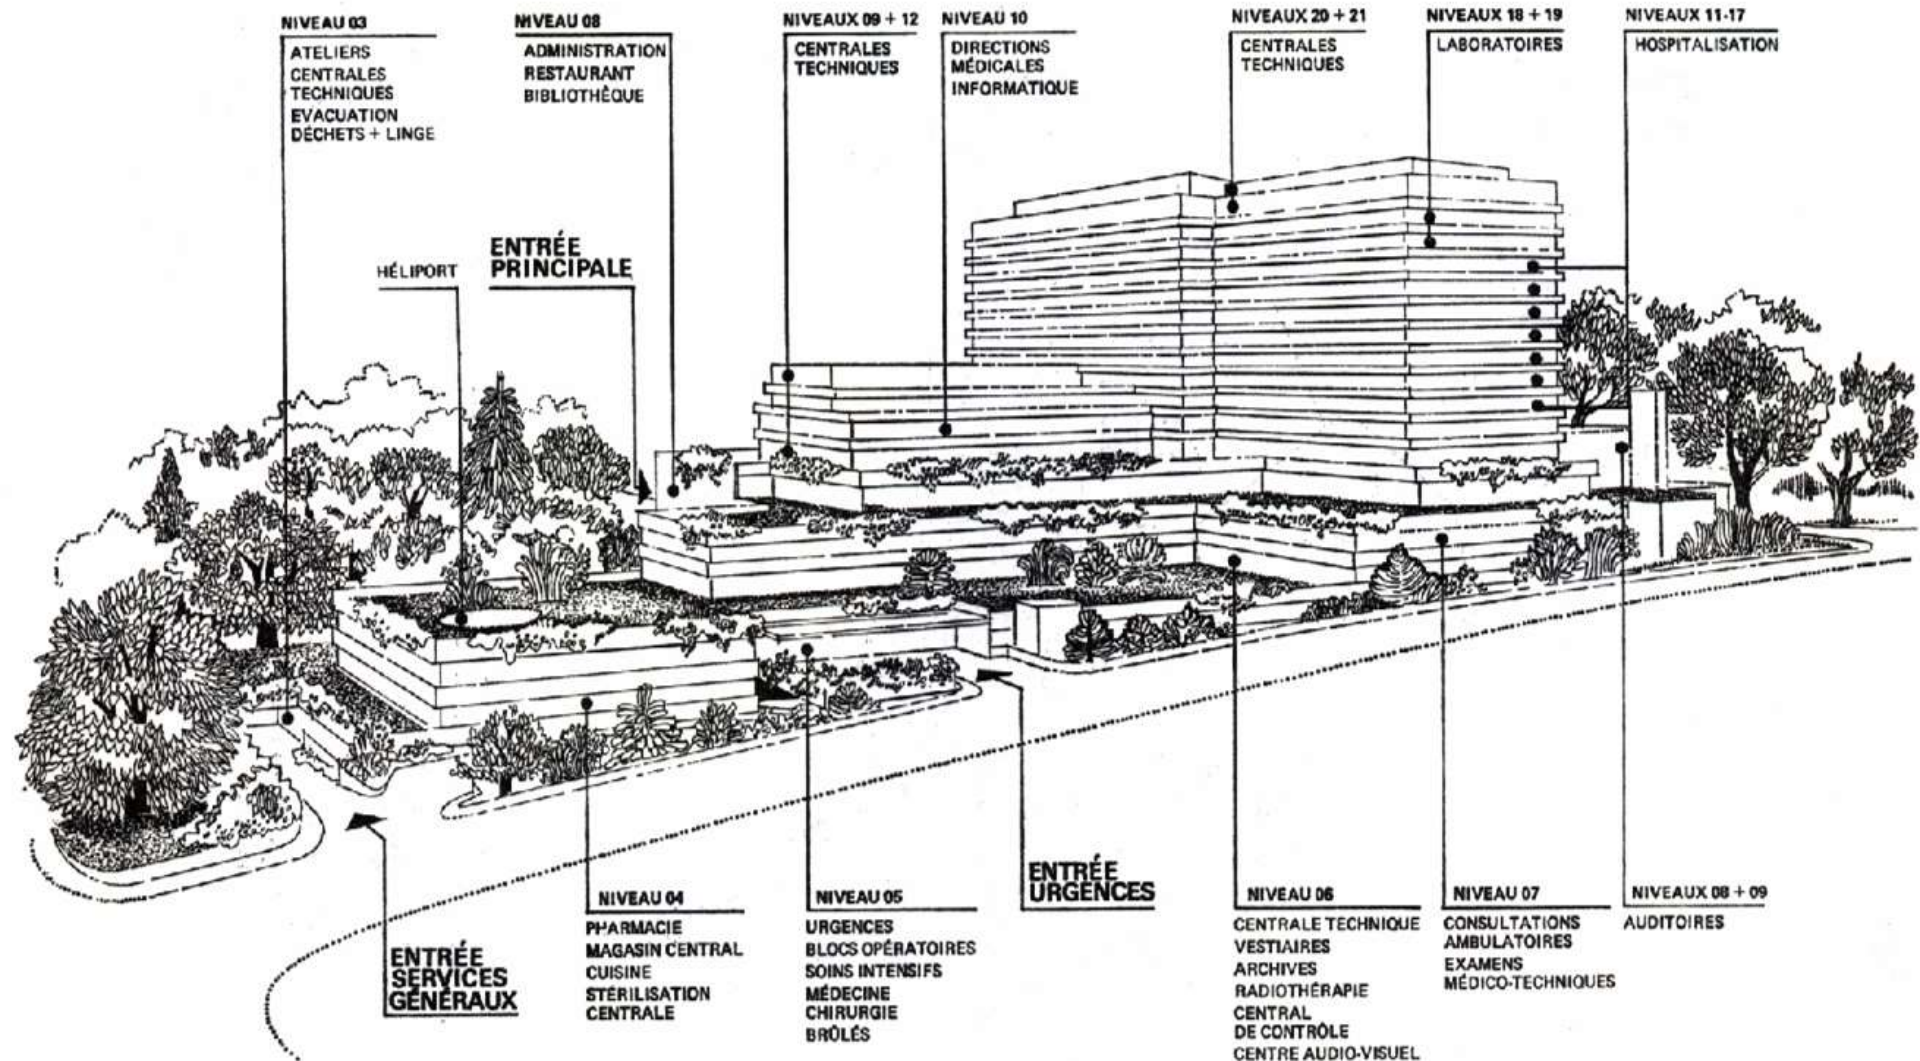 NIVEAU 03
ATELIERS
CENTRALES
TECHNIQUES
EVACUATION
DÉCHETS + LINGE
NIVEAU 08
ADMINISTRATION
RESTAURANT
BIBLIOTHÈQUE
NIVEAUX 09 + 12
CENTRALES
TECHNIQUES
NIVEAU 10
DIRECTIONS
MÉDICALES
INFORMATIQUE
NIVEAUX 20 + 21
CENTRALES
TECHNIQUES
NIVEAUX 18 + 19
LABORATOIRES
NIVEAUX 11-17
HOSPITALISATION
HÉLIPORT
ENTRÉE
PRINCIPALE
ENTRÉE
SERVICES
GÉNÉRAUX
NIVEAU 04
PHARMACIE
MAGASIN CENTRAL
CUISINE
STÉRILISATION
CENTRALE
NIVEAU 05
URGENCES
BLOCS OPÉRATOIRES
SOINS INTENSIFS
MÉDECINE
CHIRURGIE
BRÛLÉS
ENTRÉE
URGENCES
NIVEAU 06
CENTRALE TECHNIQUE
VESTIAIRES
ARCHIVES
RADIOTHÉRAPIE
CENTRAL
DE CONTRÔLE
CENTRE AUDIO-VISUEL
NIVEAU 07
CONSULTATIONS
AMBULATOIRES
EXAMENS
MÉDICO-TECHNIQUES
NIVEAUX 08 + 09
AUDITOIRES